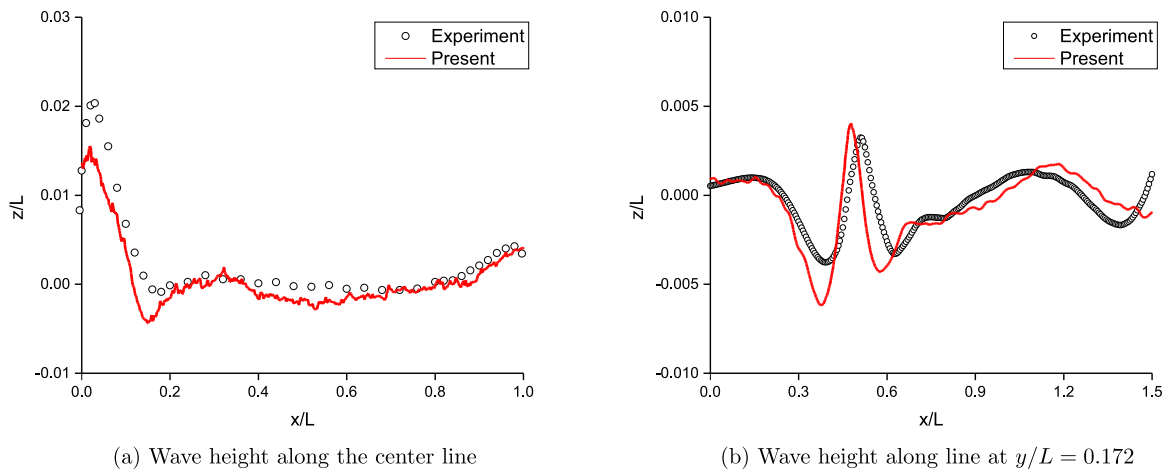 0.03
0.02
0.01
0.00
-0.01
z/L
0.0
0.2
0.4
0.6
0.8
1.0
x/L
Experiment
Present
(a) Wave height along the center line
0.010
0.005
0.000
-0.005
-0.010
z/L
0.0
0.3
0.6
0.9
1.2
1.5
x/L
Experiment
Present
(b) Wave height along line at y/L = 0.172